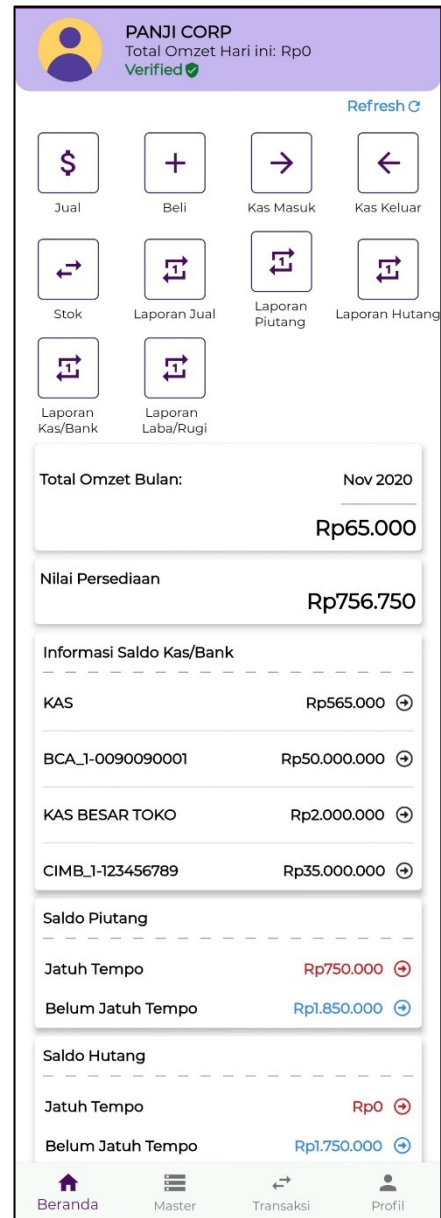 PANJI CORP
Total Omzet Hari ini: Rp0
Verified
Refresh
Jual
Beli
Kas Masuk
Kas Keluar
Stok
Laporan Jual
Laporan
Piutang
Laporan Hutang
Laporan
Kas/Bank
Laporan
Laba/Rugi
Total Omzet Bulan: Nov 2020
Rp65.000
Nilai Persediaan
Rp756.750
Informasi Saldo Kas/Bank
KAS Rp565.000
BCA_1-0090090001 Rp50.000.000
KAS BESAR TOKO Rp2.000.000
CIMB_1-123456789 Rp35.000.000
Saldo Piutang
Jatuh Tempo Rp750.000
Belum Jatuh Tempo Rp1.850.000
Saldo Hutang
Jatuh Tempo Rp0
Belum Jatuh Tempo Rp1.750.000
Beranda Master Transaksi Profil